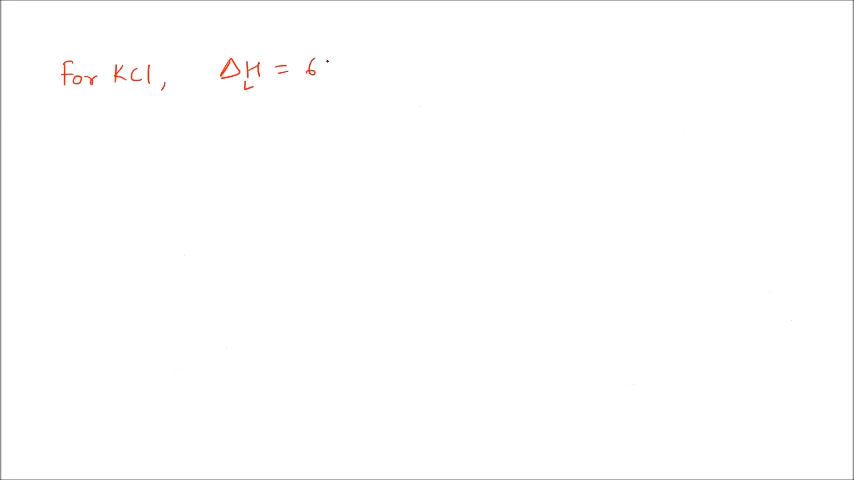 For KCl, ΔH_L = 6